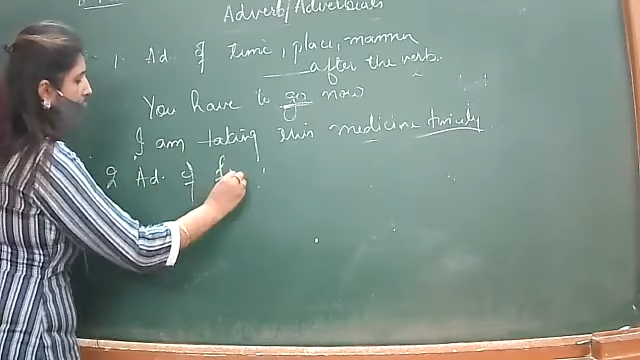 Adverb/Adverbials
1. Ad. of time, place, manner
after the verb.
You have to go now
I am taking this medicine
2 Ad. of f